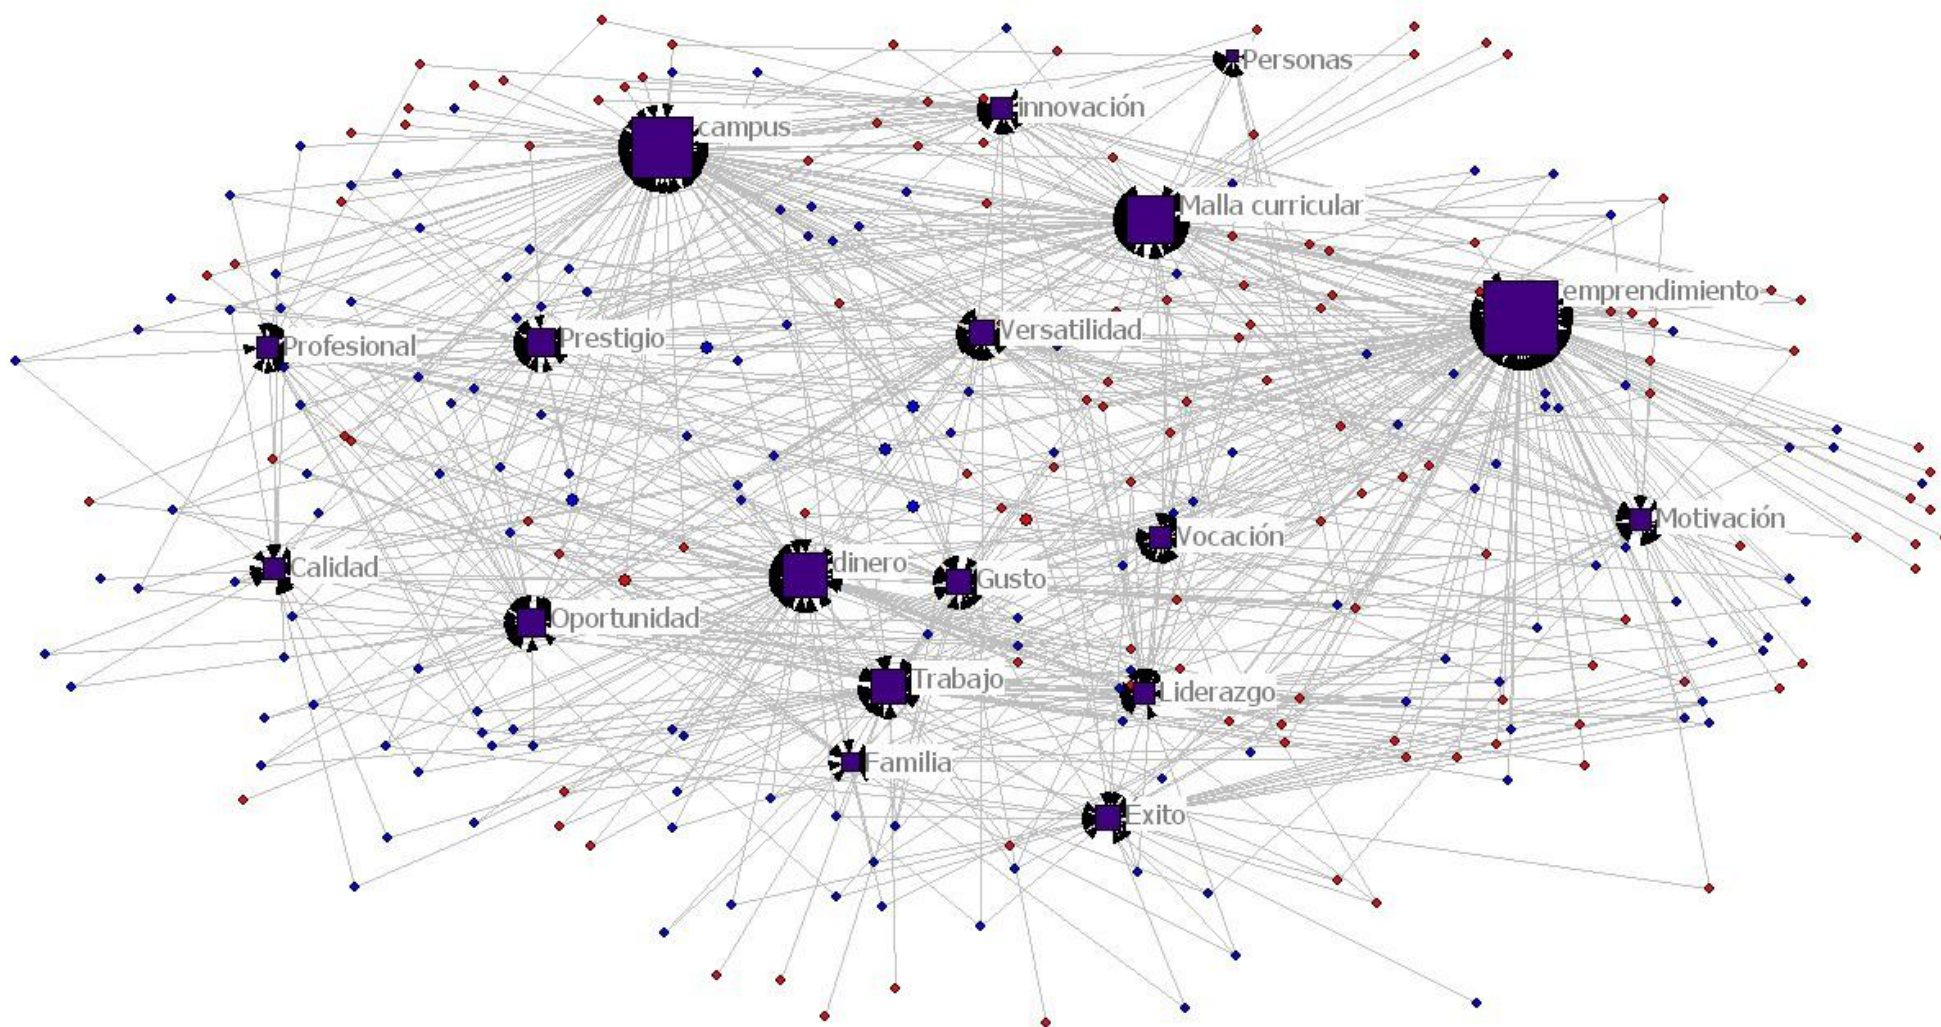 Personas
innovación
campus
Malla curricular
emprendimiento
Versatilidad
Prestigio
Profesional
Motivación
Vocación
dinero
Calidad
Gusto
Oportunidad
Trabajo
Liderazgo
Familia
Exito